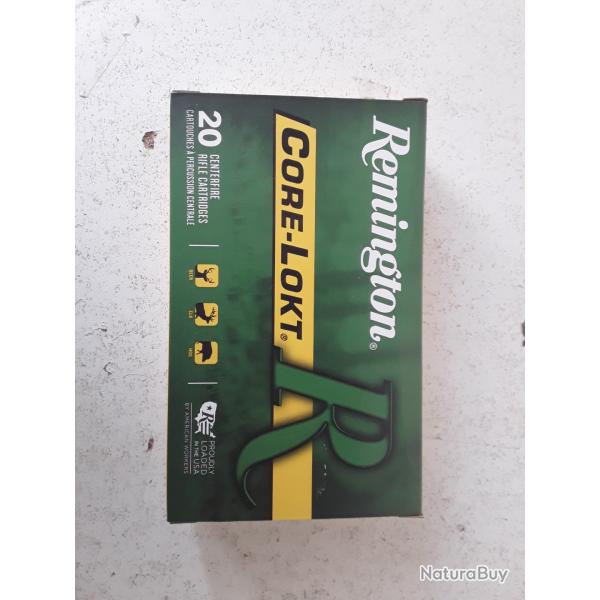 Remington®
CORE-LOKT®
R
20
CENTERFIRE
RIFLE CARTRIDGES
CARTOUCHES À PERCUSSION CENTRALE
DEER
ELK
HOG
R
PROUDLY
LOADED
IN THE USA
BY AMERICAN WORKERS
NaturaBuy